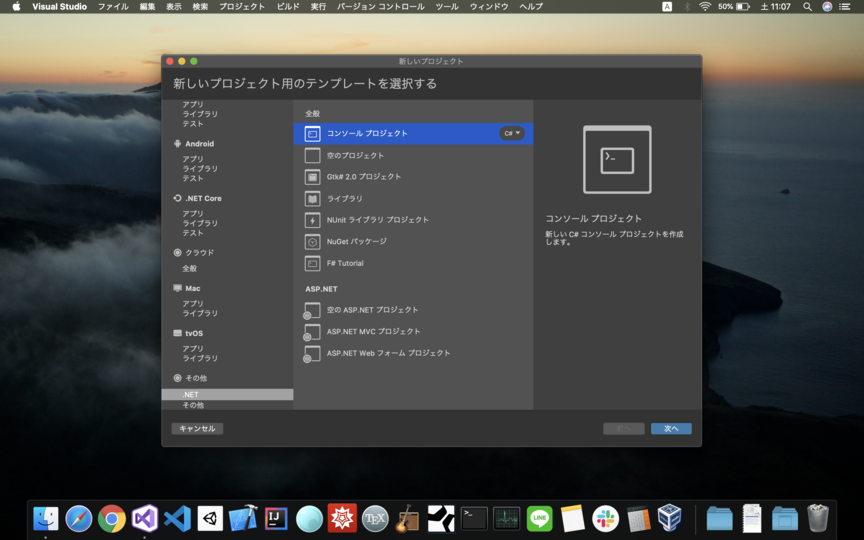 Visual Studio ファイル 編集 表示 検索 プロジェクト ビルド 実行 バージョン コントロール ツール ウィンドウ ヘルプ A 50% 土 11:07
新しいプロジェクト
新しいプロジェクト用のテンプレートを選択する
アプリ
ライブラリ
テスト
Android
アプリ
ライブラリ
テスト
.NET Core
アプリ
ライブラリ
テスト
クラウド
全般
Mac
アプリ
ライブラリ
tvOS
アプリ
ライブラリ
その他
.NET
その他
全般
コンソール プロジェクト C#
空のプロジェクト
Gtk# 2.0 プロジェクト
ライブラリ
NUnit ライブラリ プロジェクト
NuGet パッケージ
F# Tutorial
ASP.NET
空の ASP.NET プロジェクト
ASP.NET MVC プロジェクト
ASP.NET Web フォーム プロジェクト
コンソール プロジェクト
新しい C# コンソール プロジェクトを作成
します。
キャンセル
次へ
IJ
TEX
LINE